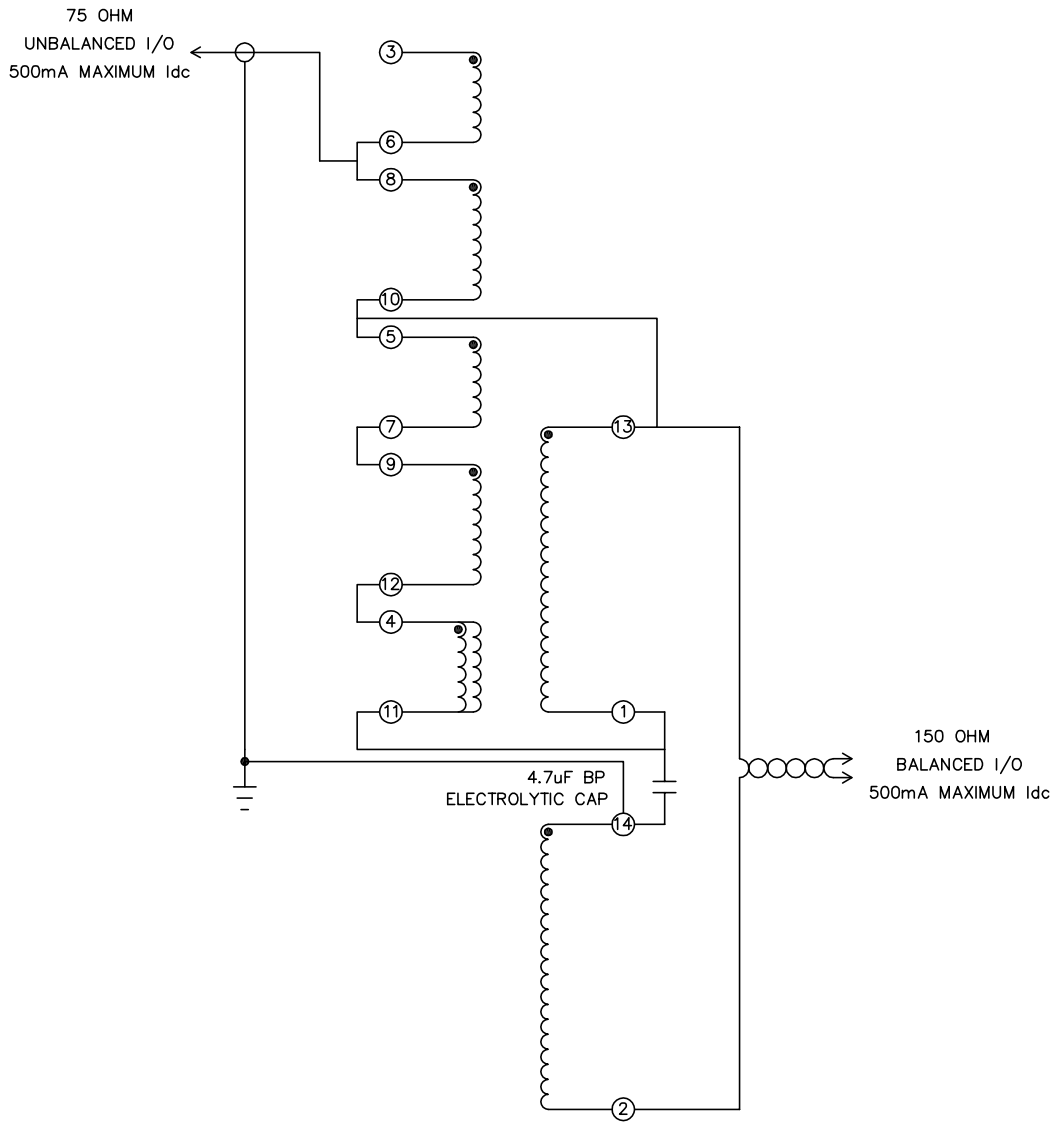 75 OHM
UNBALANCED I/O
500mA MAXIMUM Idc
3
6
8
10
5
7
13
9
12
4
11
1
150 OHM
BALANCED I/O
500mA MAXIMUM Idc
4.7uF BP
ELECTROLYTIC CAP
14
2